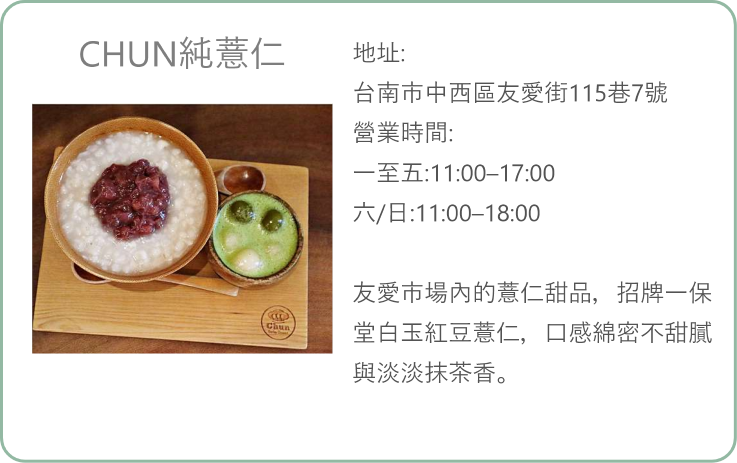 CHUN純薏仁
地址:
台南市中西區友愛街115巷7號
營業時間:
一至五:11:00–17:00
六/日:11:00–18:00
友愛市場內的薏仁甜品，招牌一保
堂白玉紅豆薏仁，口感綿密不甜膩
與淡淡抹茶香。
Chun